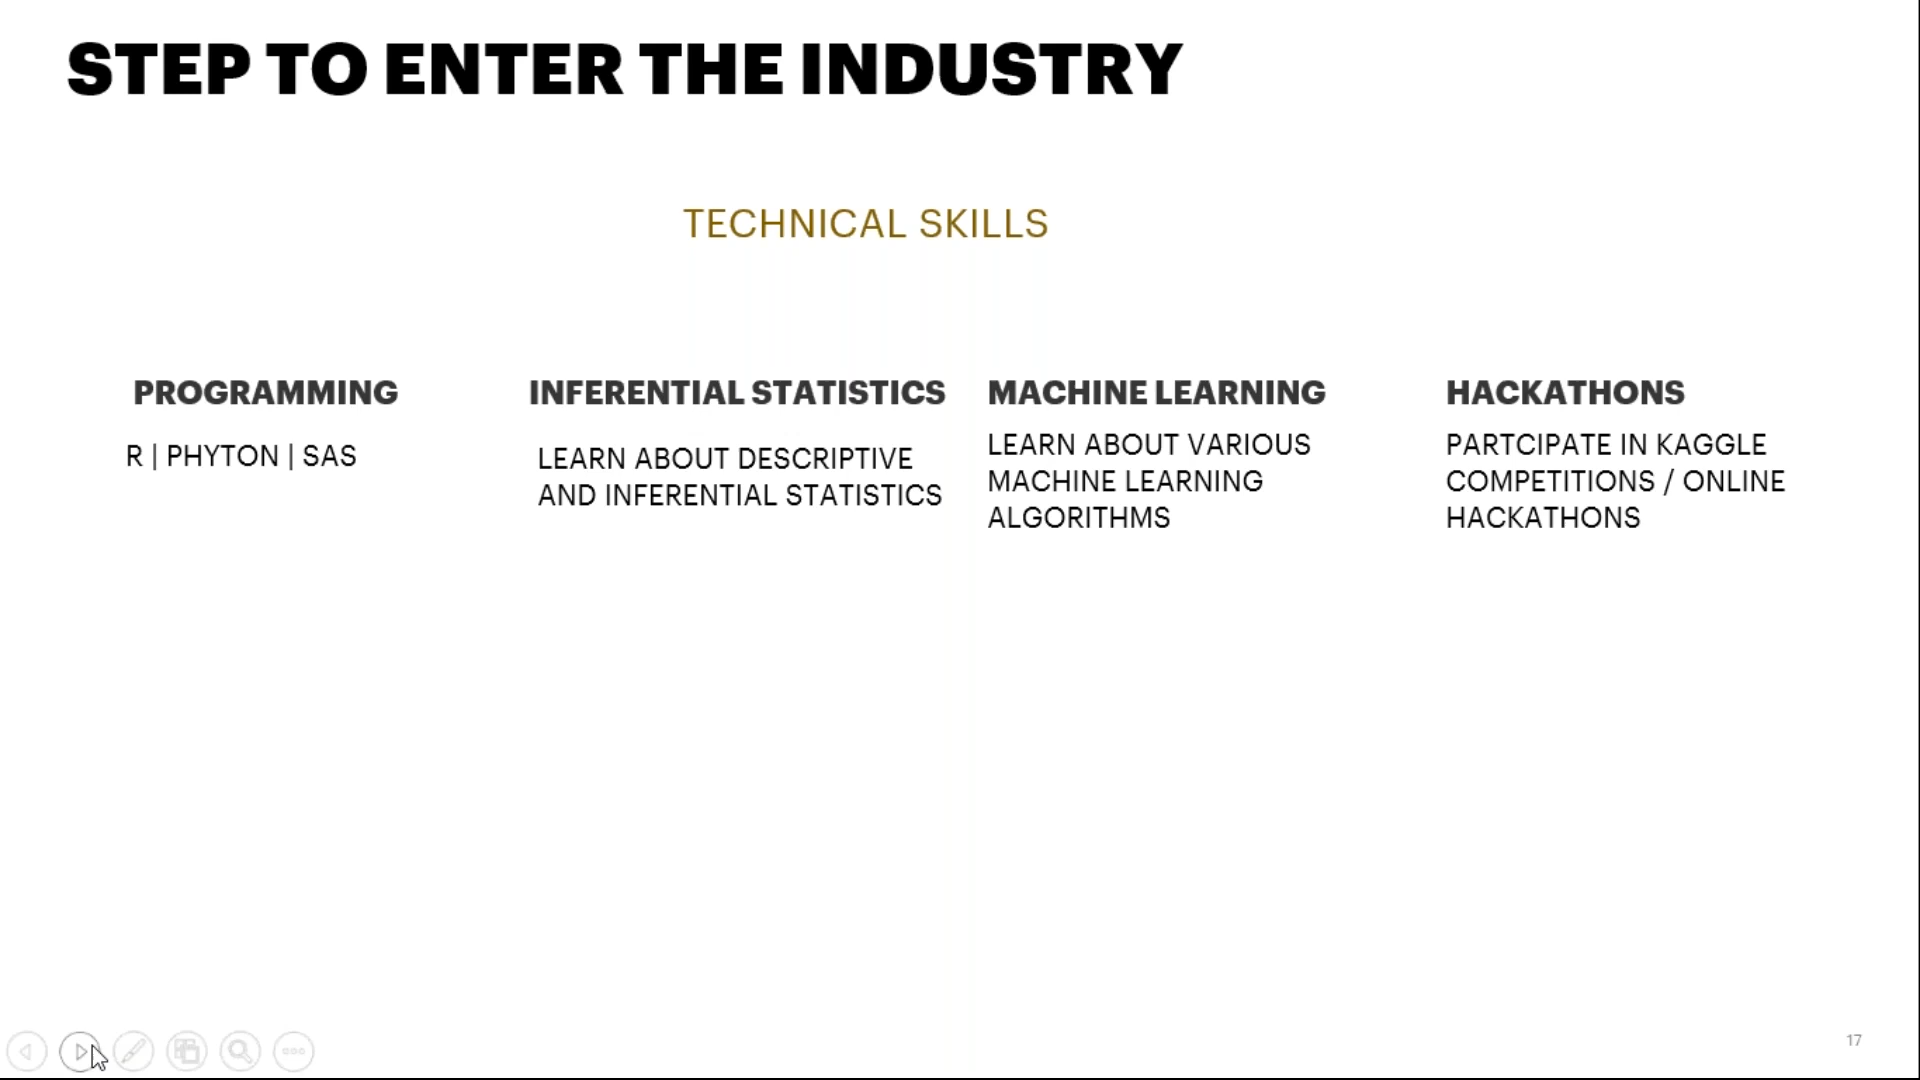 STEP TO ENTER THE INDUSTRY
TECHNICAL SKILLS
PROGRAMMING
R | PHYTON | SAS
INFERENTIAL STATISTICS
LEARN ABOUT DESCRIPTIVE
AND INFERENTIAL STATISTICS
MACHINE LEARNING
LEARN ABOUT VARIOUS
MACHINE LEARNING
ALGORITHMS
HACKATHONS
PARTCIPATE IN KAGGLE
COMPETITIONS / ONLINE
HACKATHONS
17